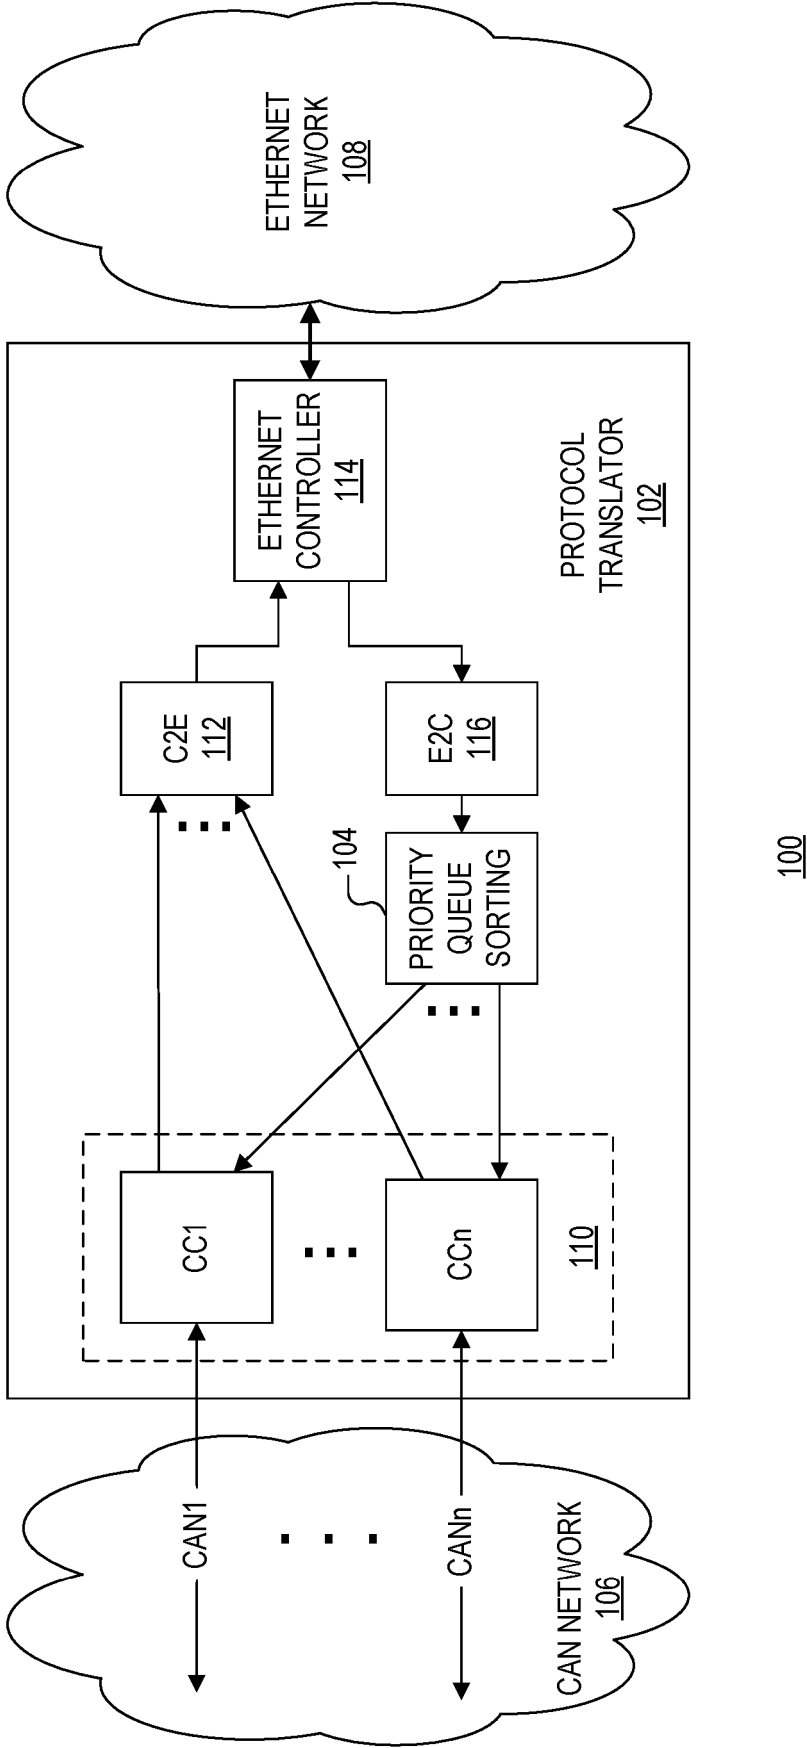 CAN NETWORK
106
CAN1
CANn
CC1
CCn
110
C2E
112
104
PRIORITY
QUEUE
SORTING
E2C
116
ETHERNET
CONTROLLER
114
PROTOCOL
TRANSLATOR
102
ETHERNET
NETWORK
108
100